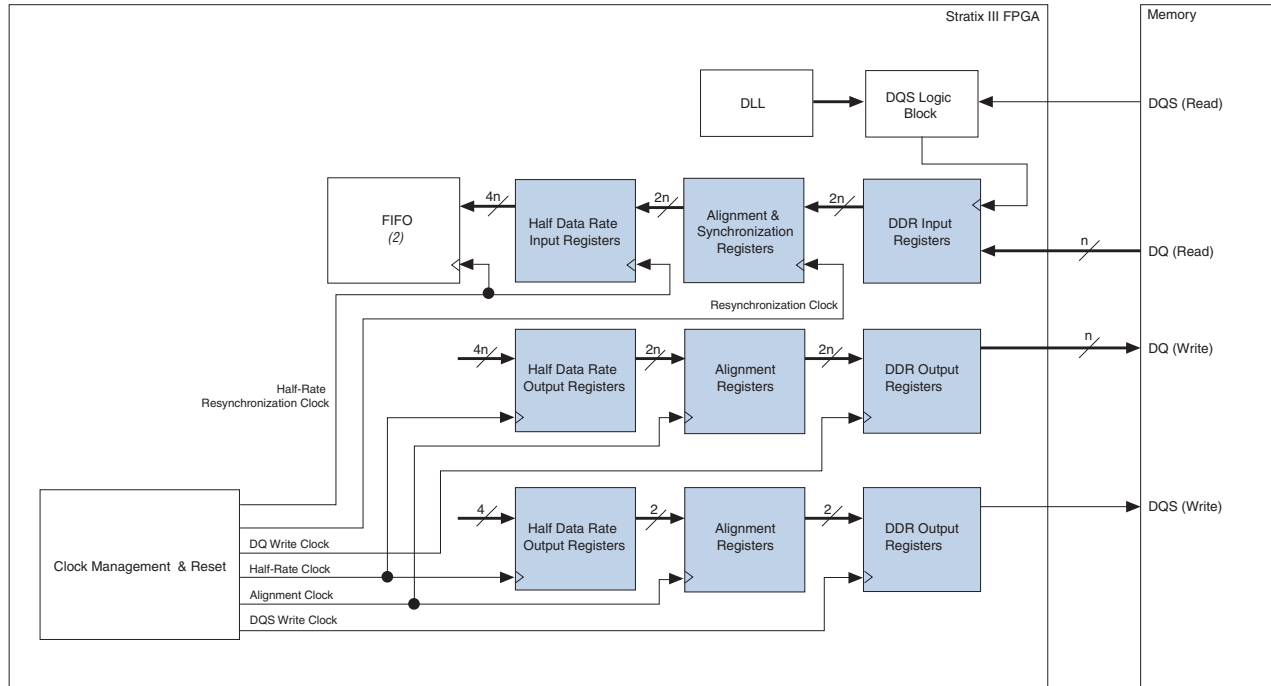 Stratix III FPGA
Memory
DLL
DQS Logic
Block
DQS (Read)
FIFO
(2)
4n
Half Data Rate
Input Registers
2n
Alignment &
Synchronization
Registers
2n
DDR Input
Registers
n
DQ (Read)
Resynchronization Clock
4n
Half Data Rate
Output Registers
2n
Alignment
Registers
2n
DDR Output
Registers
n
DQ (Write)
Half-Rate
Resynchronization Clock
4
Half Data Rate
Output Registers
2
Alignment
Registers
2
DDR Output
Registers
DQS (Write)
Clock Management & Reset
DQ Write Clock
Half-Rate Clock
Alignment Clock
DQS Write Clock